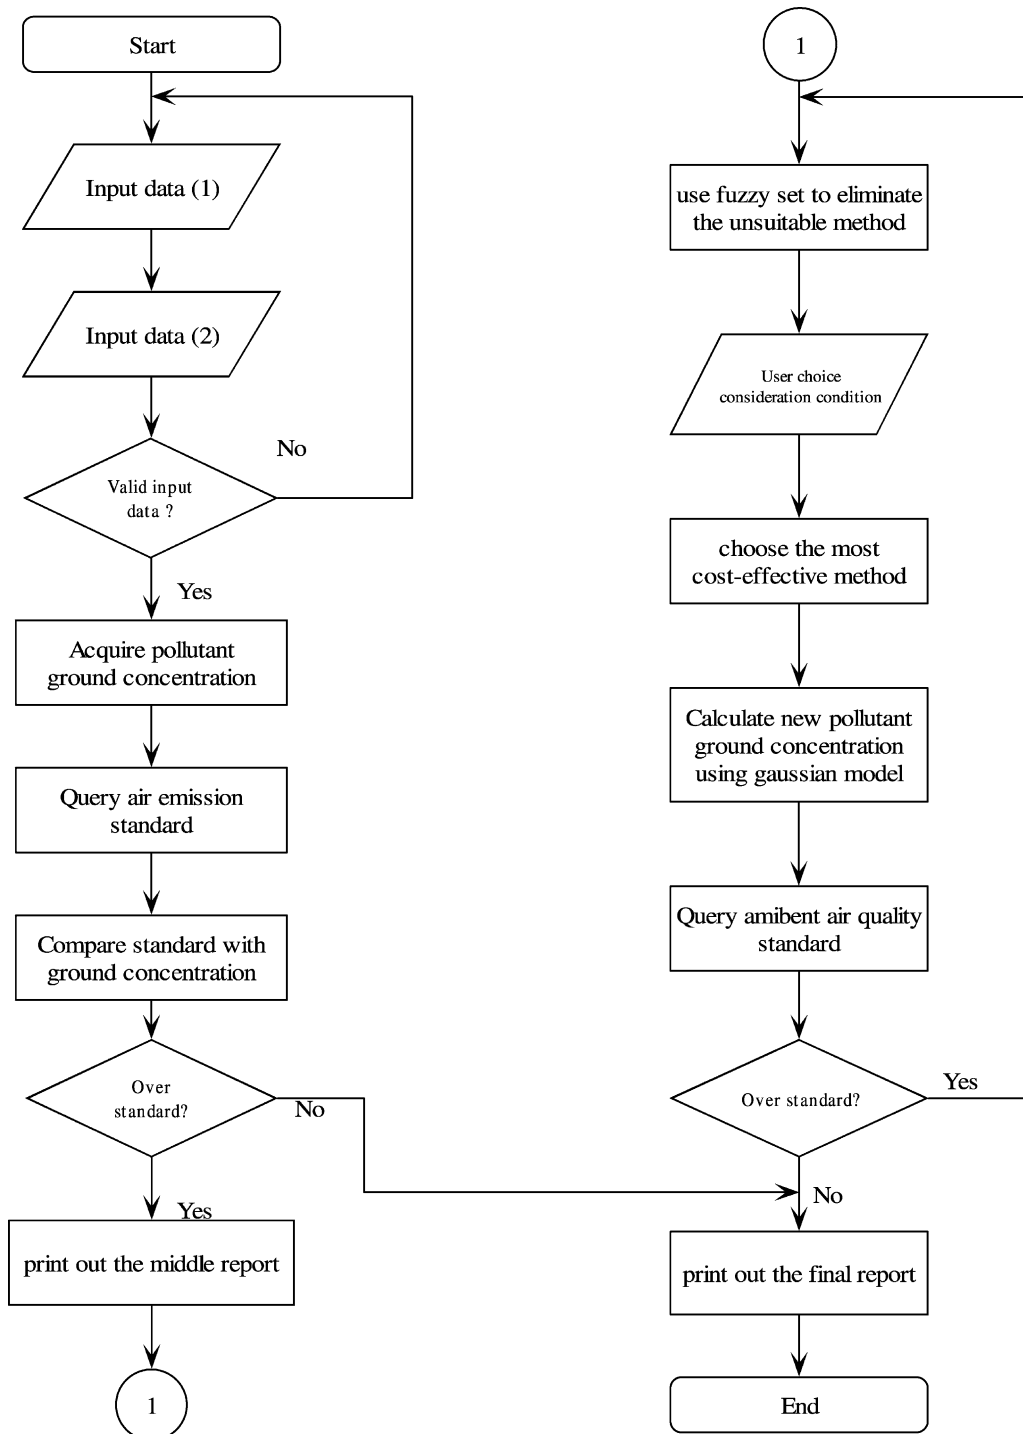 Start
Input data (1)
Input data (2)
No
Valid input
data ?
Yes
Acquire pollutant
ground concentration
Query air emission
standard
Compare standard with
ground concentration
Over
standard?
No
Yes
print out the middle report
1
1
use fuzzy set to eliminate
the unsuitable method
User choice
consideration condition
choose the most
cost-effective method
Calculate new pollutant
ground concentration
using gaussian model
Query amibent air quality
standard
Over standard?
Yes
No
print out the final report
End